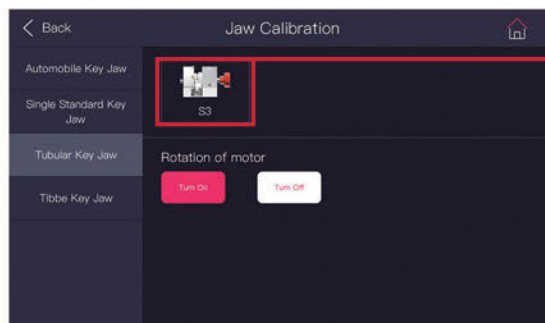 Back
Jaw Calibration
Automobile Key Jaw
Single Standard Key
Jaw
Tubular Key Jaw
Tibbe Key Jaw
S3
Rotation of motor
Turn On
Turn Off